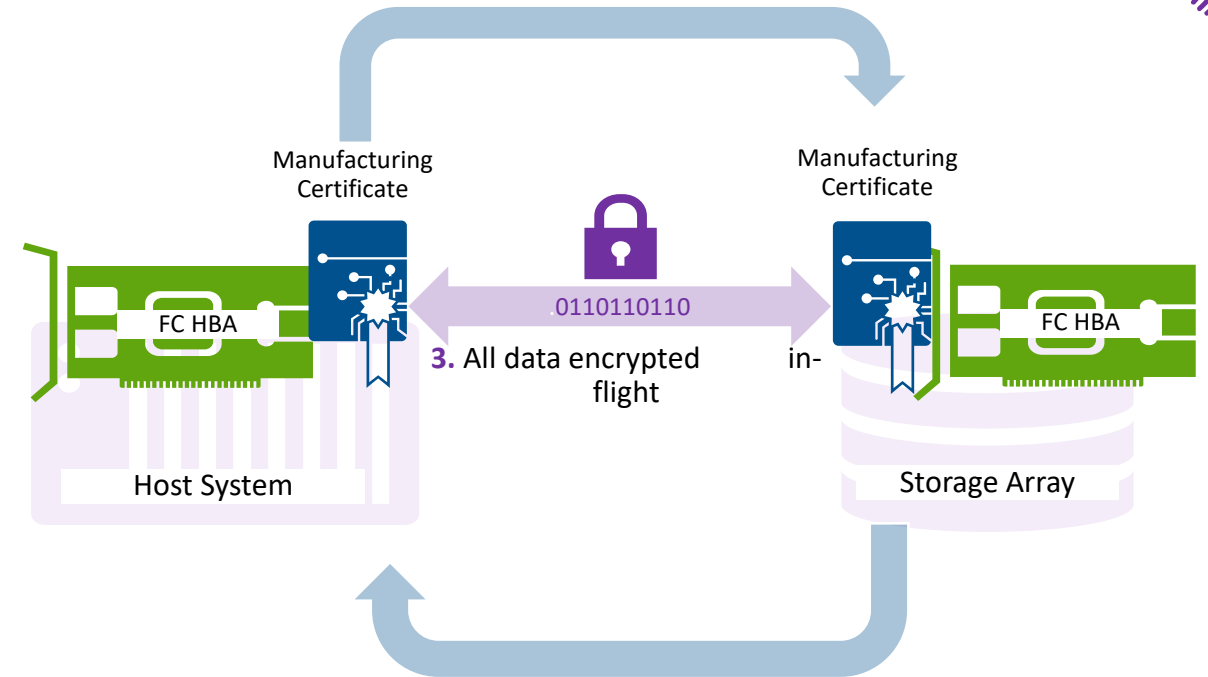 Manufacturing
Certificate
Manufacturing
Certificate
FC HBA
.0110110110
FC HBA
3. All data encrypted in-
flight
Host System
Storage Array